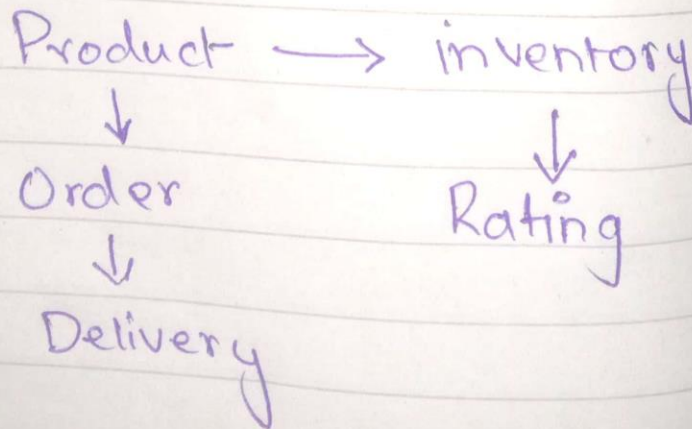 Product → inventory
↓ ↓
Order Rating
↓
Delivery